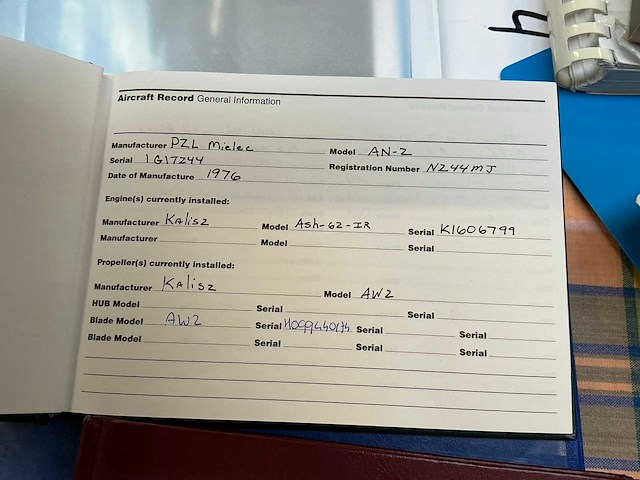 h
Aircraft Record General Information
Manufacturer PZL Mielec Model AN-2
Serial 1G17244 Registration Number N244MJ
Date of Manufacture 1976
Engine(s) currently installed:
Manufacturer Kalisz Model Ash-62-IR Serial K1606799
Manufacturer Model Serial
Propeller(s) currently installed:
Manufacturer Kalisz Model AW2
HUB Model Serial Serial
Blade Model AW2 Serial Serial Serial
Blade Model Serial Serial Serial